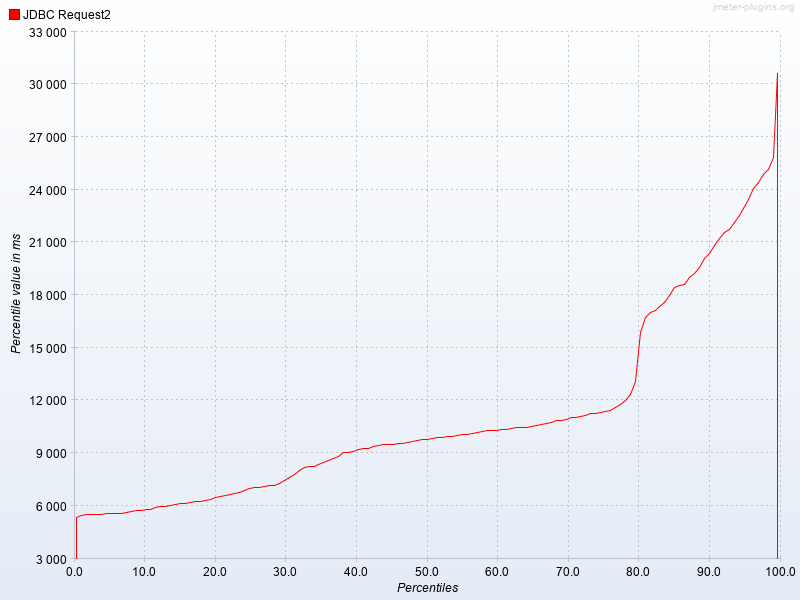 jmeter-plugins.org
JDBC Request2
33 000
30 000
27 000
24 000
21 000
18 000
15 000
12 000
9 000
6 000
3 000
Percentile value in ms
0.0 10.0 20.0 30.0 40.0 50.0 60.0 70.0 80.0 90.0 100.0
Percentiles